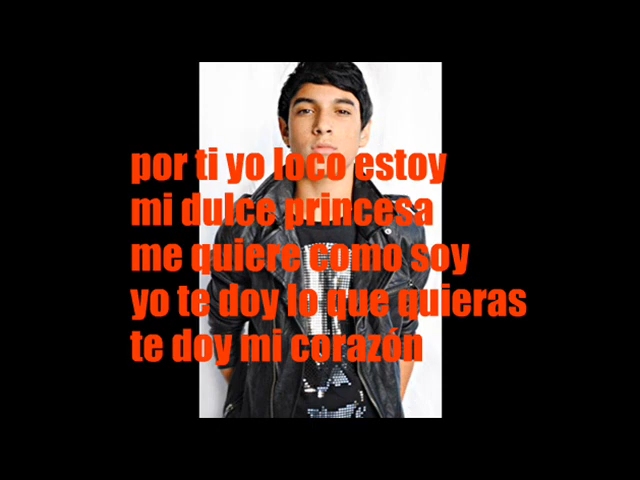 por ti yo loco estoy
mi dulce princesa
me quiere como soy
yo te doy lo que quieras
te doy mi corazón